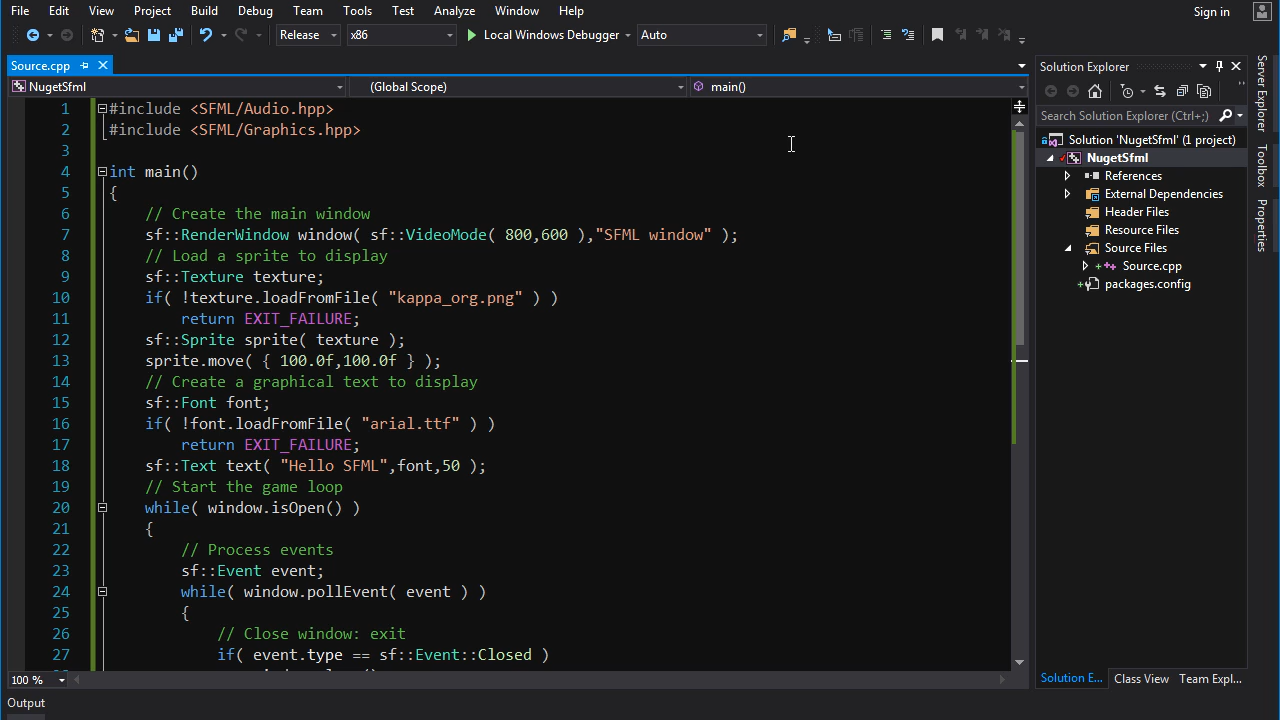 File Edit View Project Build Debug Team Tools Test Analyze Window Help Sign in
Release x86 Local Windows Debugger Auto
Source.cpp
NugetSfml (Global Scope) main()
1 #include <SFML/Audio.hpp>
2 #include <SFML/Graphics.hpp>
3
4 int main()
5 {
6 // Create the main window
7 sf::RenderWindow window( sf::VideoMode( 800,600 ),"SFML window" );
8 // Load a sprite to display
9 sf::Texture texture;
10 if( !texture.loadFromFile( "kappa_org.png" ) )
11 return EXIT_FAILURE;
12 sf::Sprite sprite( texture );
13 sprite.move( { 100.0f,100.0f } );
14 // Create a graphical text to display
15 sf::Font font;
16 if( !font.loadFromFile( "arial.ttf" ) )
17 return EXIT_FAILURE;
18 sf::Text text( "Hello SFML",font,50 );
19 // Start the game loop
20 while( window.isOpen() )
21 {
22 // Process events
23 sf::Event event;
24 while( window.pollEvent( event ) )
25 {
26 // Close window: exit
27 if( event.type == sf::Event::Closed )
100 %
Output
Solution Explorer
Search Solution Explorer (Ctrl+;)
Solution 'NugetSfml' (1 project)
NugetSfml
References
External Dependencies
Header Files
Resource Files
Source Files
Source.cpp
packages.config
Solution E... Class View Team Expl...
Server Explorer
Toolbox
Properties